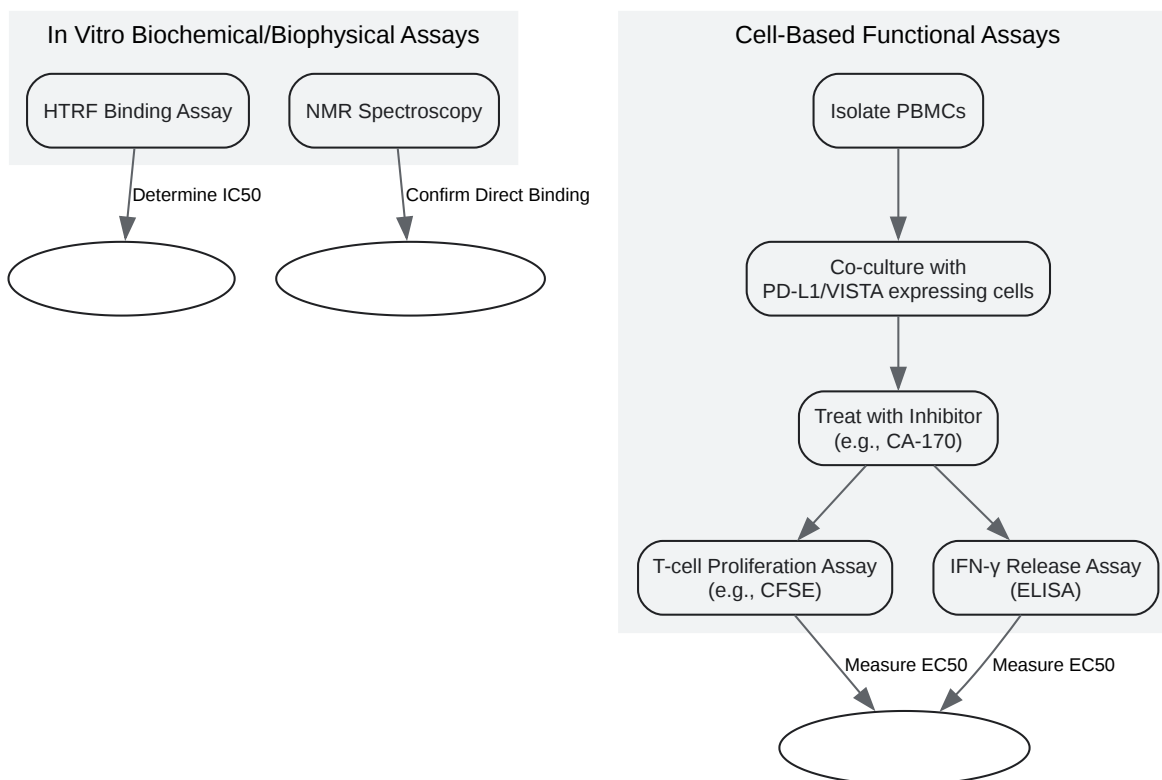 In Vitro Biochemical/Biophysical Assays
HTRF Binding Assay
NMR Spectroscopy
Determine IC50
Confirm Direct Binding
Cell-Based Functional Assays
Isolate PBMCs
Co-culture with
PD-L1/VISTA expressing cells
Treat with Inhibitor
(e.g., CA-170)
T-cell Proliferation Assay
(e.g., CFSE)
IFN-γ Release Assay
(ELISA)
Measure EC50
Measure EC50